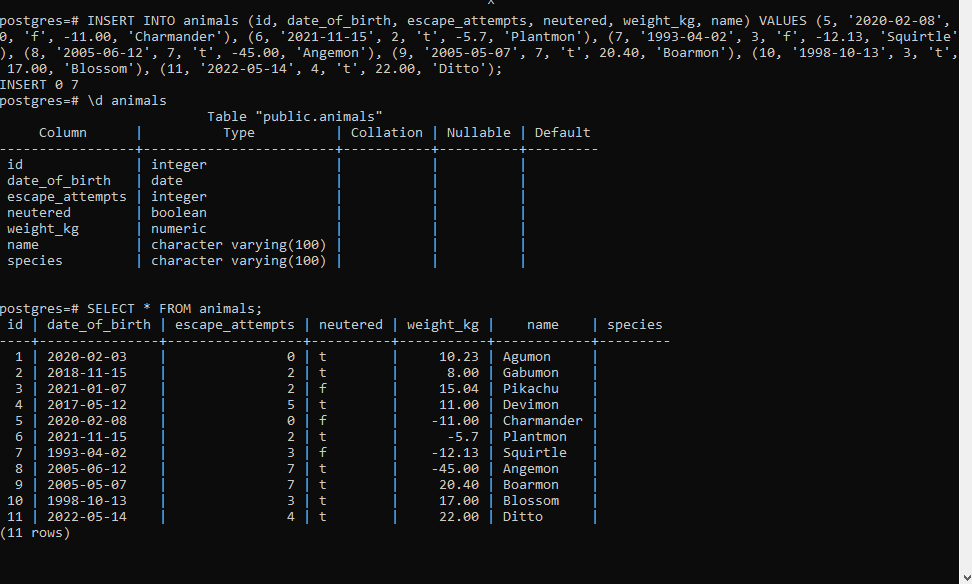 ^
postgres=# INSERT INTO animals (id, date_of_birth, escape_attempts, neutered, weight_kg, name) VALUES (5, '2020-02-08',
0, 'f', -11.00, 'Charmander'), (6, '2021-11-15', 2, 't', -5.7, 'Plantmon'), (7, '1993-04-02', 3, 'f', -12.13, 'Squirtle'
), (8, '2005-06-12', 7, 't', -45.00, 'Angemon'), (9, '2005-05-07', 7, 't', 20.40, 'Boarmon'), (10, '1998-10-13', 3, 't',
 17.00, 'Blossom'), (11, '2022-05-14', 4, 't', 22.00, 'Ditto');
INSERT 0 7
postgres=# \d animals
                          Table "public.animals"
     Column      |          Type          | Collation | Nullable | Default
-----------------+------------------------+-----------+----------+---------
 id              | integer                |           |          |
 date_of_birth   | date                   |           |          |
 escape_attempts | integer                |           |          |
 neutered        | boolean                |           |          |
 weight_kg       | numeric                |           |          |
 name            | character varying(100) |           |          |
 species         | character varying(100) |           |          |
postgres=# SELECT * FROM animals;
 id | date_of_birth | escape_attempts | neutered | weight_kg |    name    | species
----+---------------+-----------------+----------+-----------+------------+---------
  1 | 2020-02-03    |               0 | t        |     10.23 | Agumon     |
  2 | 2018-11-15    |               2 | t        |      8.00 | Gabumon    |
  3 | 2021-01-07    |               2 | f        |     15.04 | Pikachu    |
  4 | 2017-05-12    |               5 | t        |     11.00 | Devimon    |
  5 | 2020-02-08    |               0 | f        |    -11.00 | Charmander |
  6 | 2021-11-15    |               2 | t        |      -5.7 | Plantmon   |
  7 | 1993-04-02    |               3 | f        |    -12.13 | Squirtle   |
  8 | 2005-06-12    |               7 | t        |    -45.00 | Angemon    |
  9 | 2005-05-07    |               7 | t        |     20.40 | Boarmon    |
 10 | 1998-10-13    |               3 | t        |     17.00 | Blossom    |
 11 | 2022-05-14    |               4 | t        |     22.00 | Ditto      |
(11 rows)